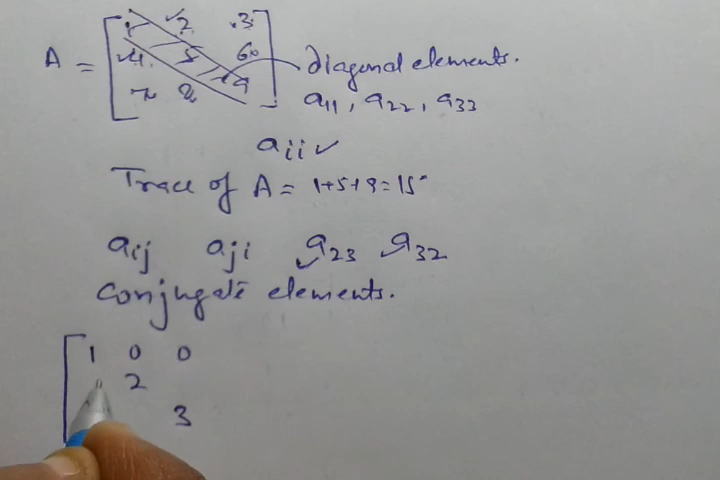 1 2 3
A = 4 5 6 diagonal elements.
7 8 9 a11, a22, a33
aii ✓
Trace of A = 1+5+9=15
aij aji a23 a32
Conjugate elements.
1 0 0
0 2
3